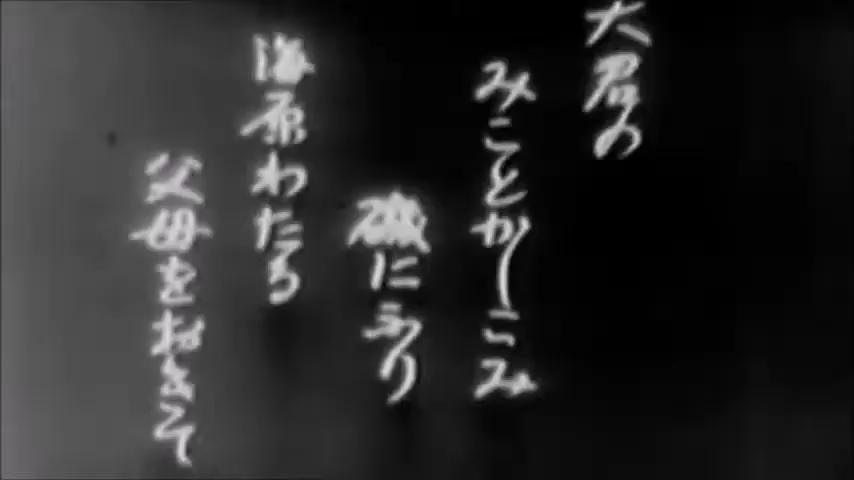 大君の
みことかしこみ
磯にふり
海原わたる
父母をおきて